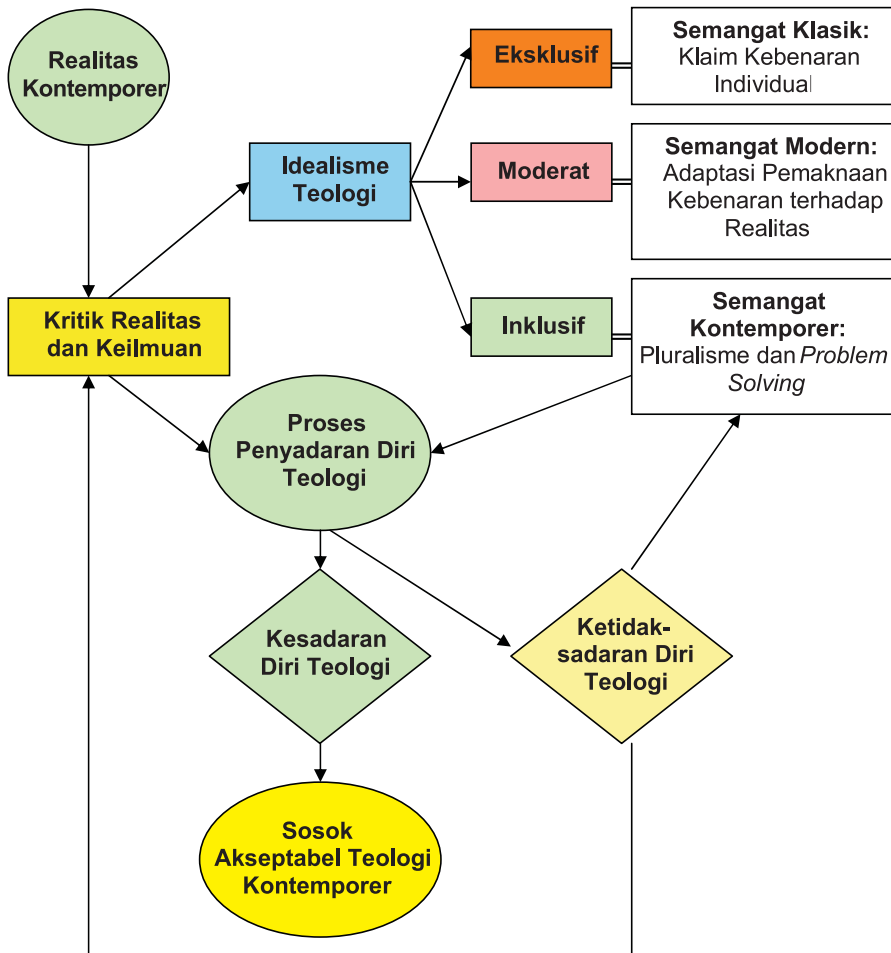 Realitas
Kontemporer
Eksklusif
Semangat Klasik:
Klaim Kebenaran
Individual
Idealisme
Teologi
Moderat
Semangat Modern:
Adaptasi Pemaknaan
Kebenaran terhadap
Realitas
Kritik Realitas
dan Keilmuan
Inklusif
Semangat
Kontemporer:
Pluralisme dan Problem
Solving
Proses
Penyadaran Diri
Teologi
Kesadaran
Diri Teologi
Ketidak-
sadaran Diri
Teologi
Sosok
Akseptabel Teologi
Kontemporer